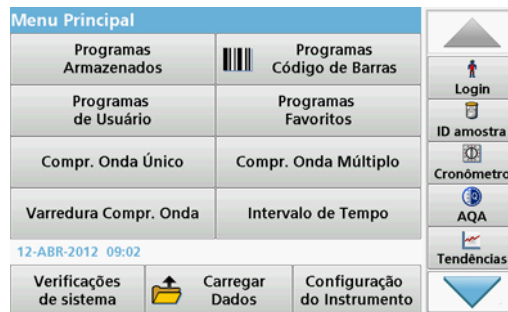 Menu Principal
Programas
Armazenados
Programas
Código de Barras
Programas
de Usuário
Programas
Favoritos
Compr. Onda Único
Compr. Onda Múltiplo
Varredura Compr. Onda
Intervalo de Tempo
12-ABR-2012 09:02
Verificações
de sistema
Carregar
Dados
Configuração
do Instrumento
Login
ID amostra
Cronômetro
AQA
Tendências